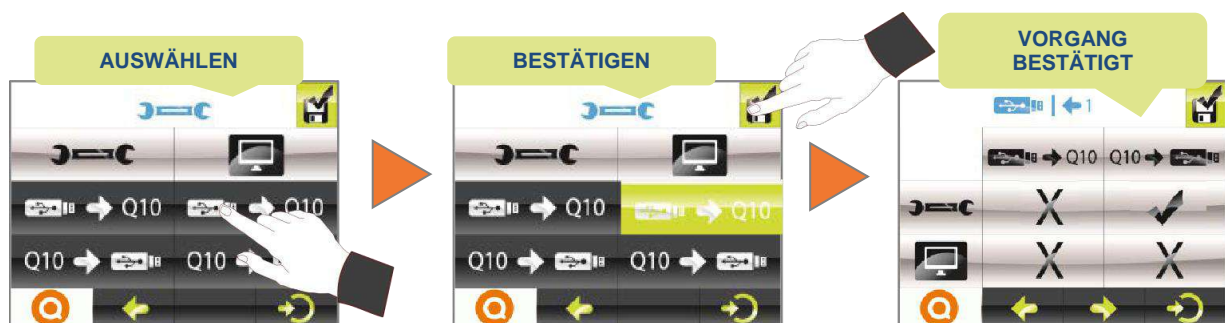 AUSWÄHLEN
BESTÄTIGEN
VORGANG
BESTÄTIGT
Q10 Q10
Q10 Q10
Q10 Q10
Q10 Q10
1
Q10 Q10